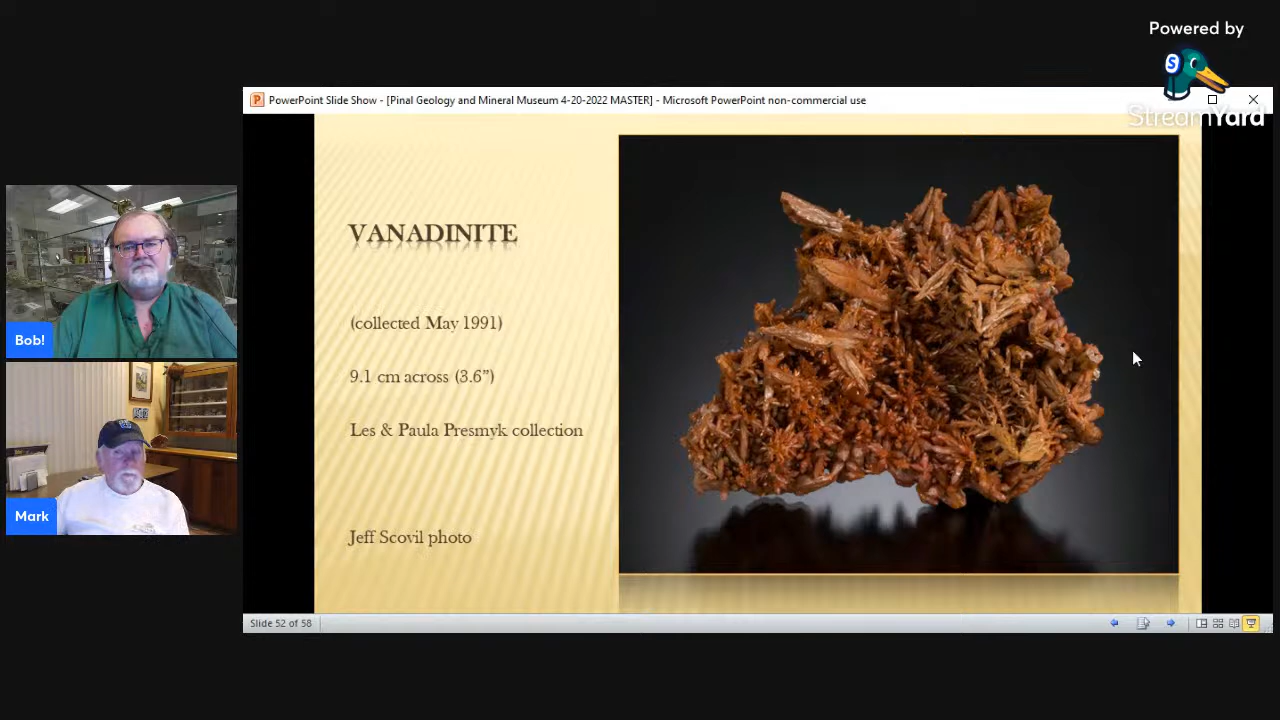 Powered by
StreamYard
PowerPoint Slide Show - [Pinal Geology and Mineral Museum 4-20-2022 MASTER] - Microsoft PowerPoint non-commercial use
VANADINITE
(collected May 1991)
9.1 cm across (3.6”)
Les & Paula Presmyk collection
Jeff Scovil photo
Bob!
Mark
Slide 52 of 58